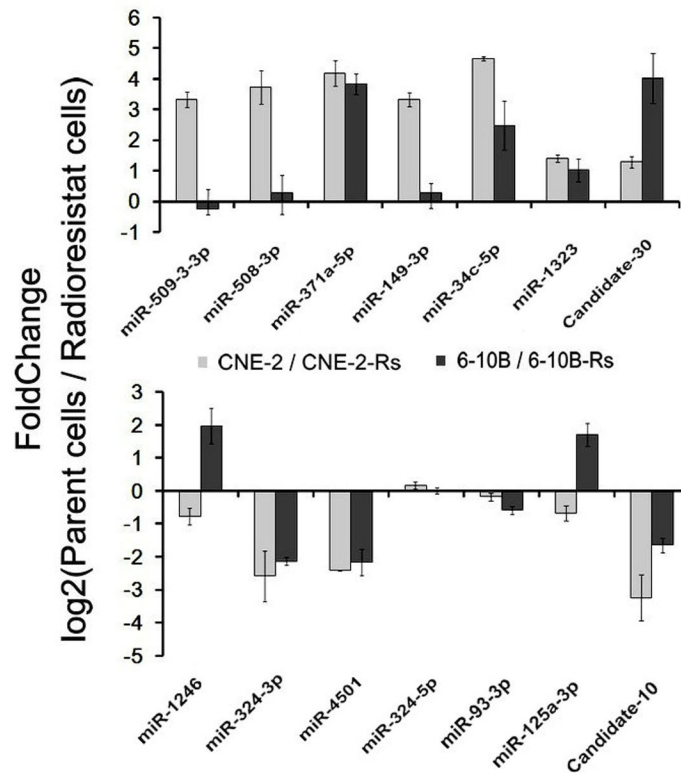 FoldChange
log2(Parent cells / Radioresistat cells)
6
5
4
3
2
1
0
-1
miR-509-3-3p
miR-508-3p
miR-371a-5p
miR-149-3p
miR-34c-5p
miR-1323
Candidate-30
CNE-2 / CNE-2-Rs 6-10B / 6-10B-Rs
3
2
1
0
-1
-2
-3
-4
-5
miR-1246
miR-324-3p
miR-4501
miR-324-5p
miR-93-3p
miR-125a-3p
Candidate-10